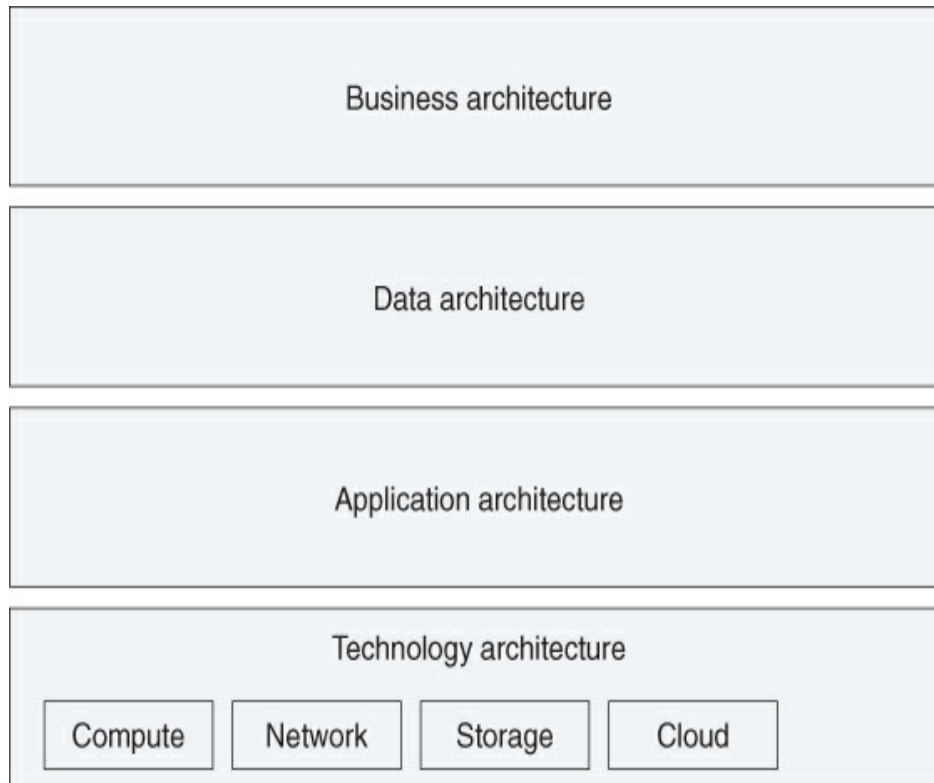 Business architecture
Data architecture
Application architecture
Technology architecture
Compute Network Storage Cloud